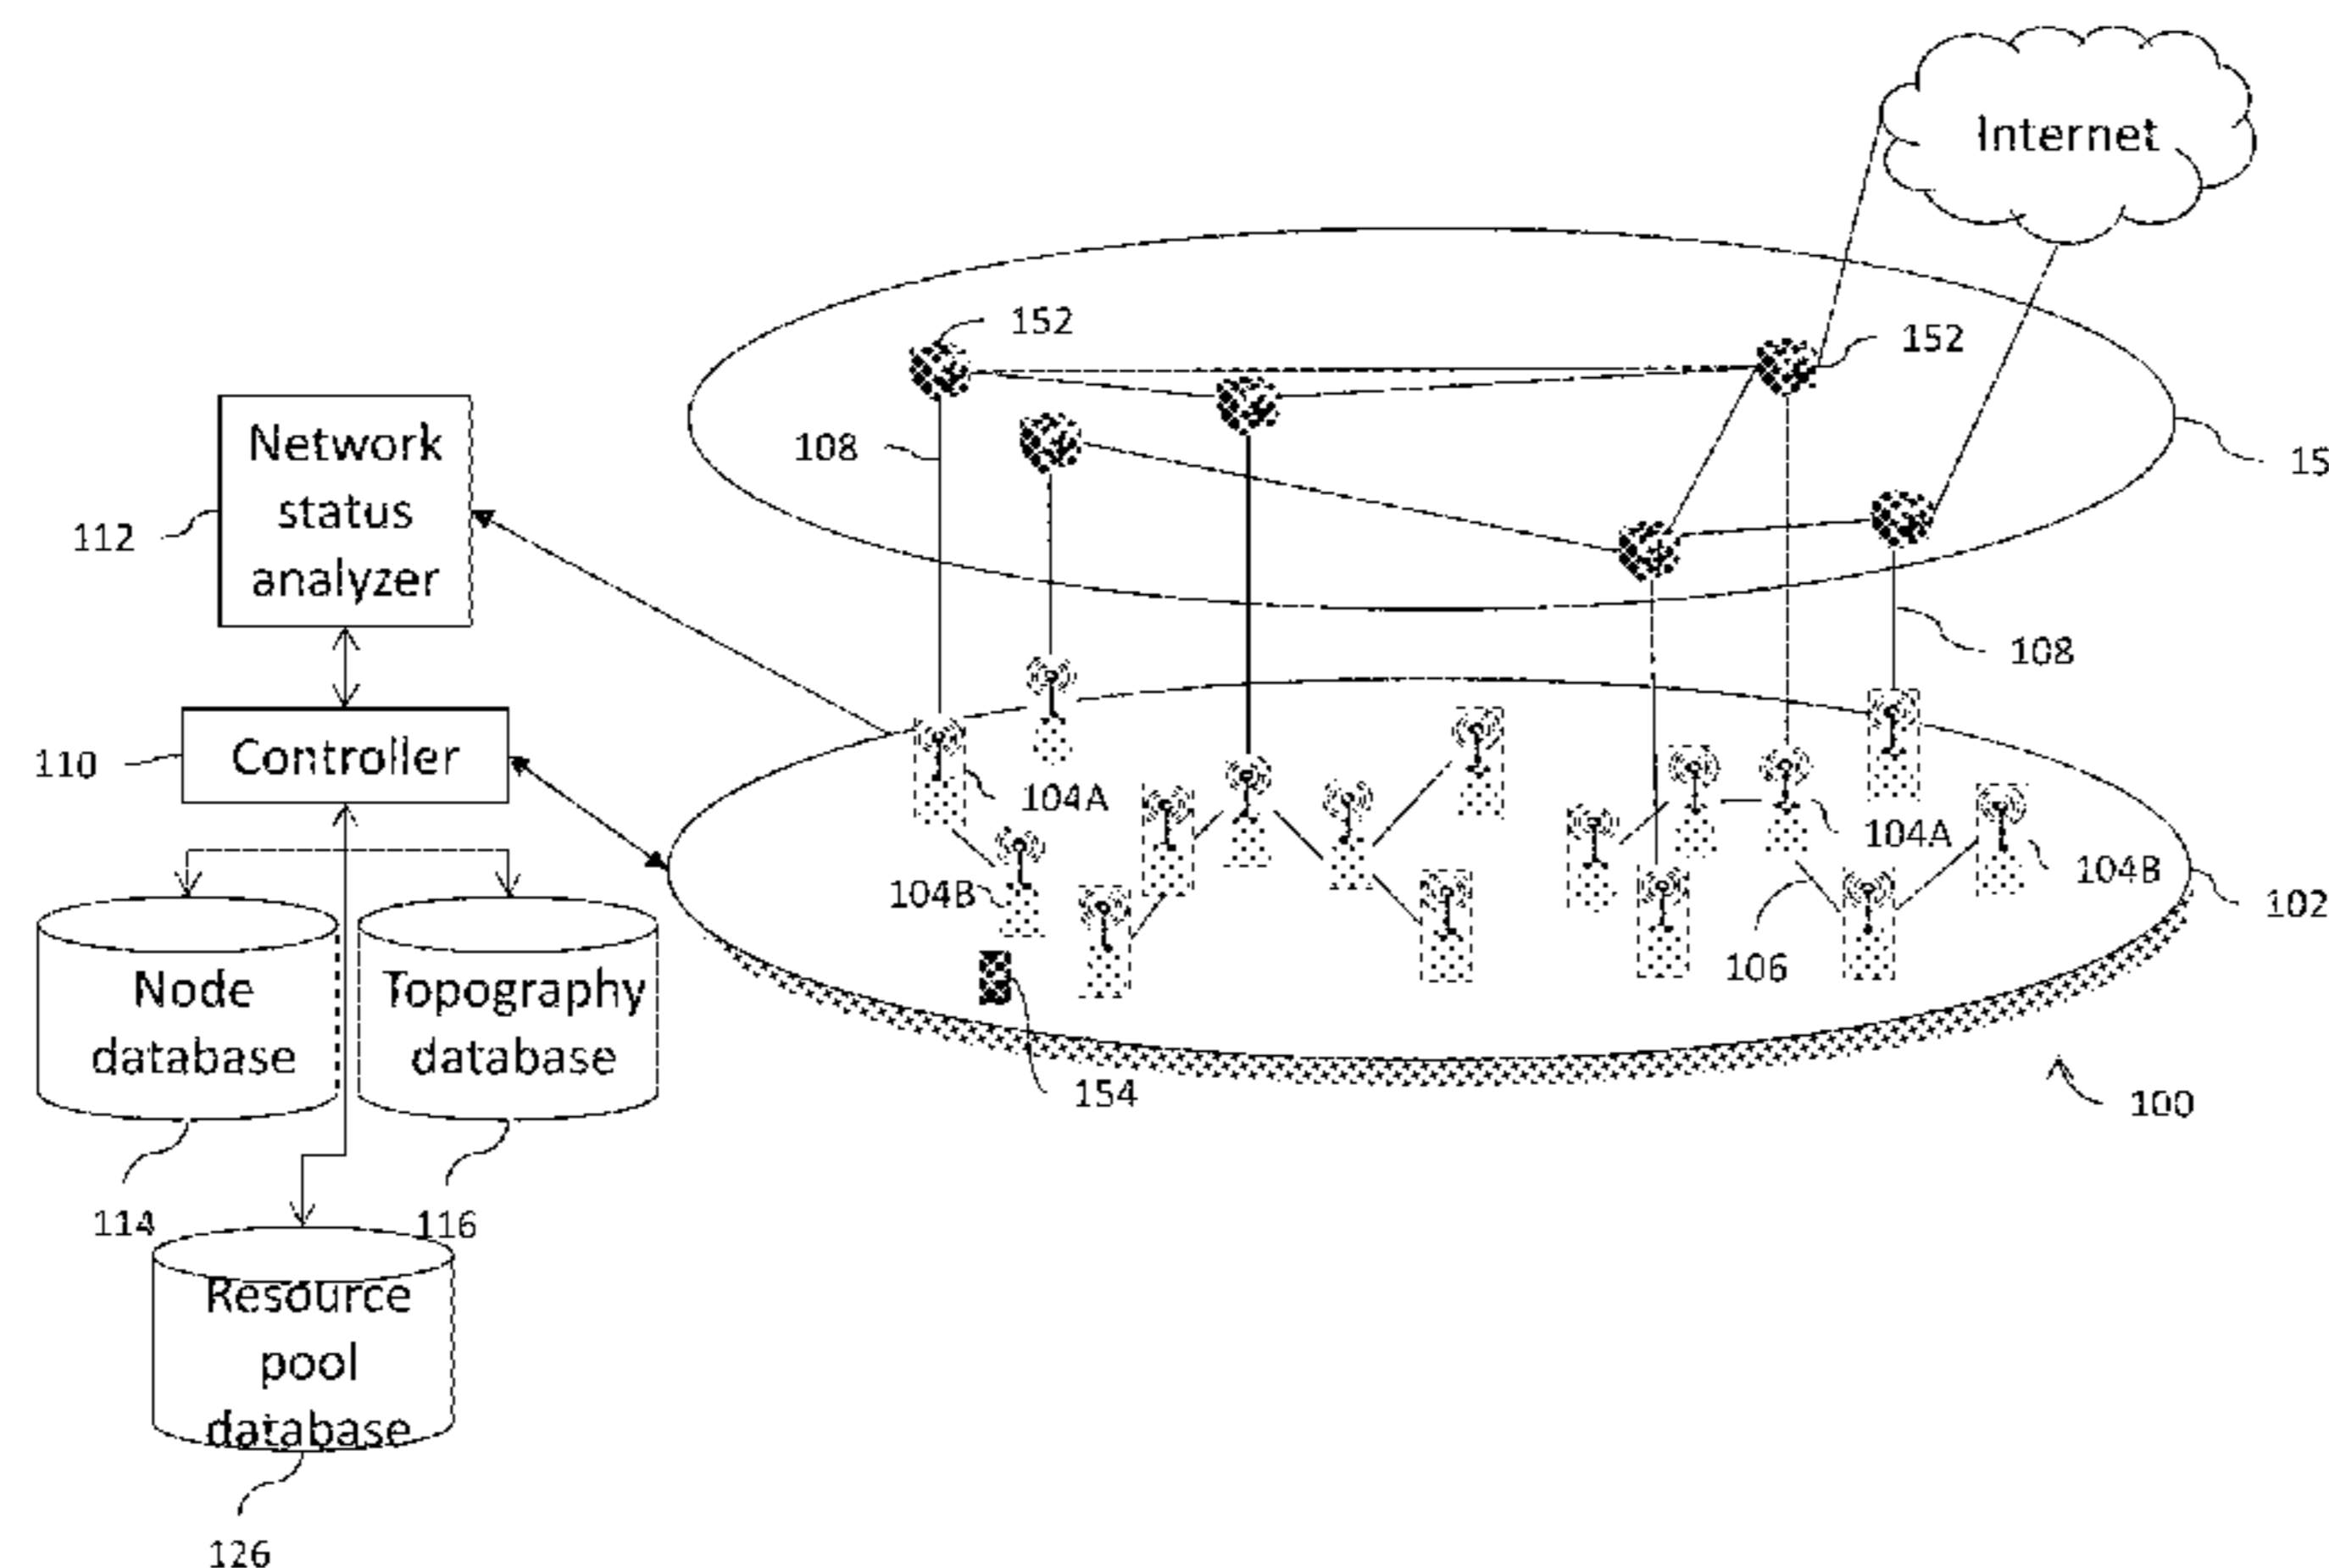 Internet
152
152
108
15
Network
status
analyzer
112
108
Controller
110
104A
104A
104B
104B
102
106
Node
database
Topography
database
154
100
114
116
Resource
pool
database
126